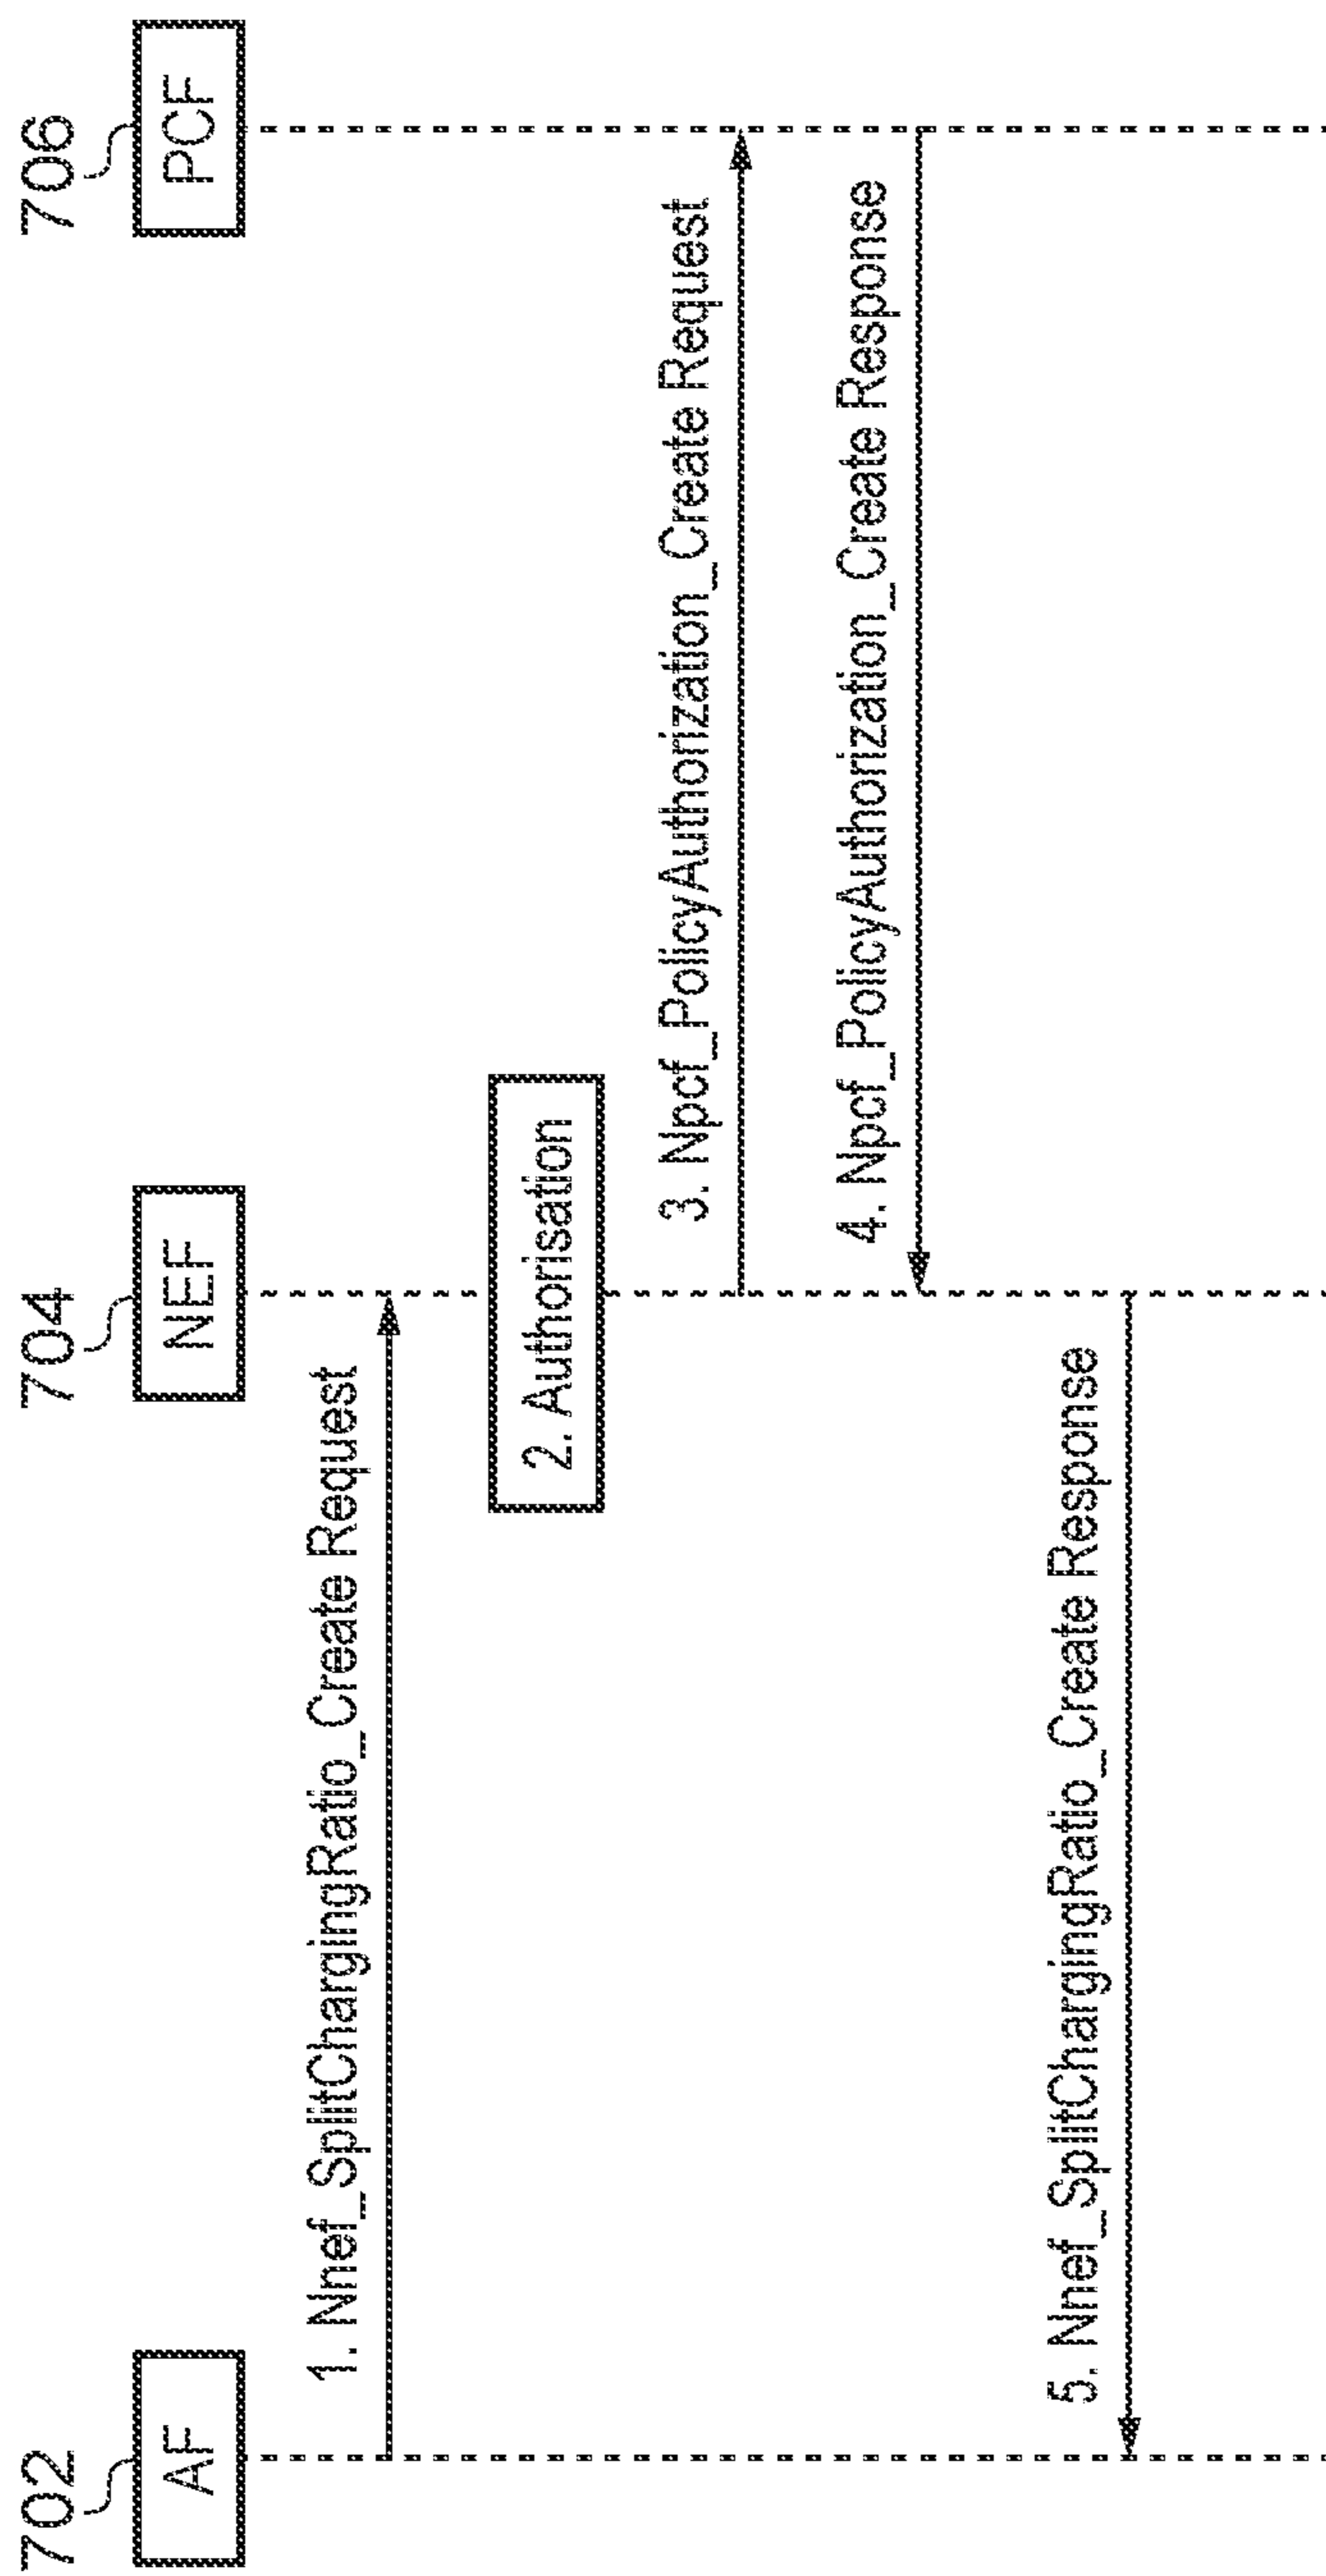 702
704
706
AF
NEF
PCF
1. Nnef_SplitChargingRatio_Create Request
2. Authorisation
3. Npcf_PolicyAuthorization_Create Request
4. Npcf_PolicyAuthorization_Create Response
5. Nnef_SplitChargingRatio_Create Response